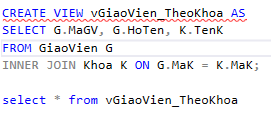 CREATE VIEW vGiaoVien_TheoKhoa AS
SELECT G.MaGV, G.HoTen, K.TenK
FROM GiaoVien G
INNER JOIN Khoa K ON G.MaK = K.MaK;
select * from vGiaoVien_TheoKhoa